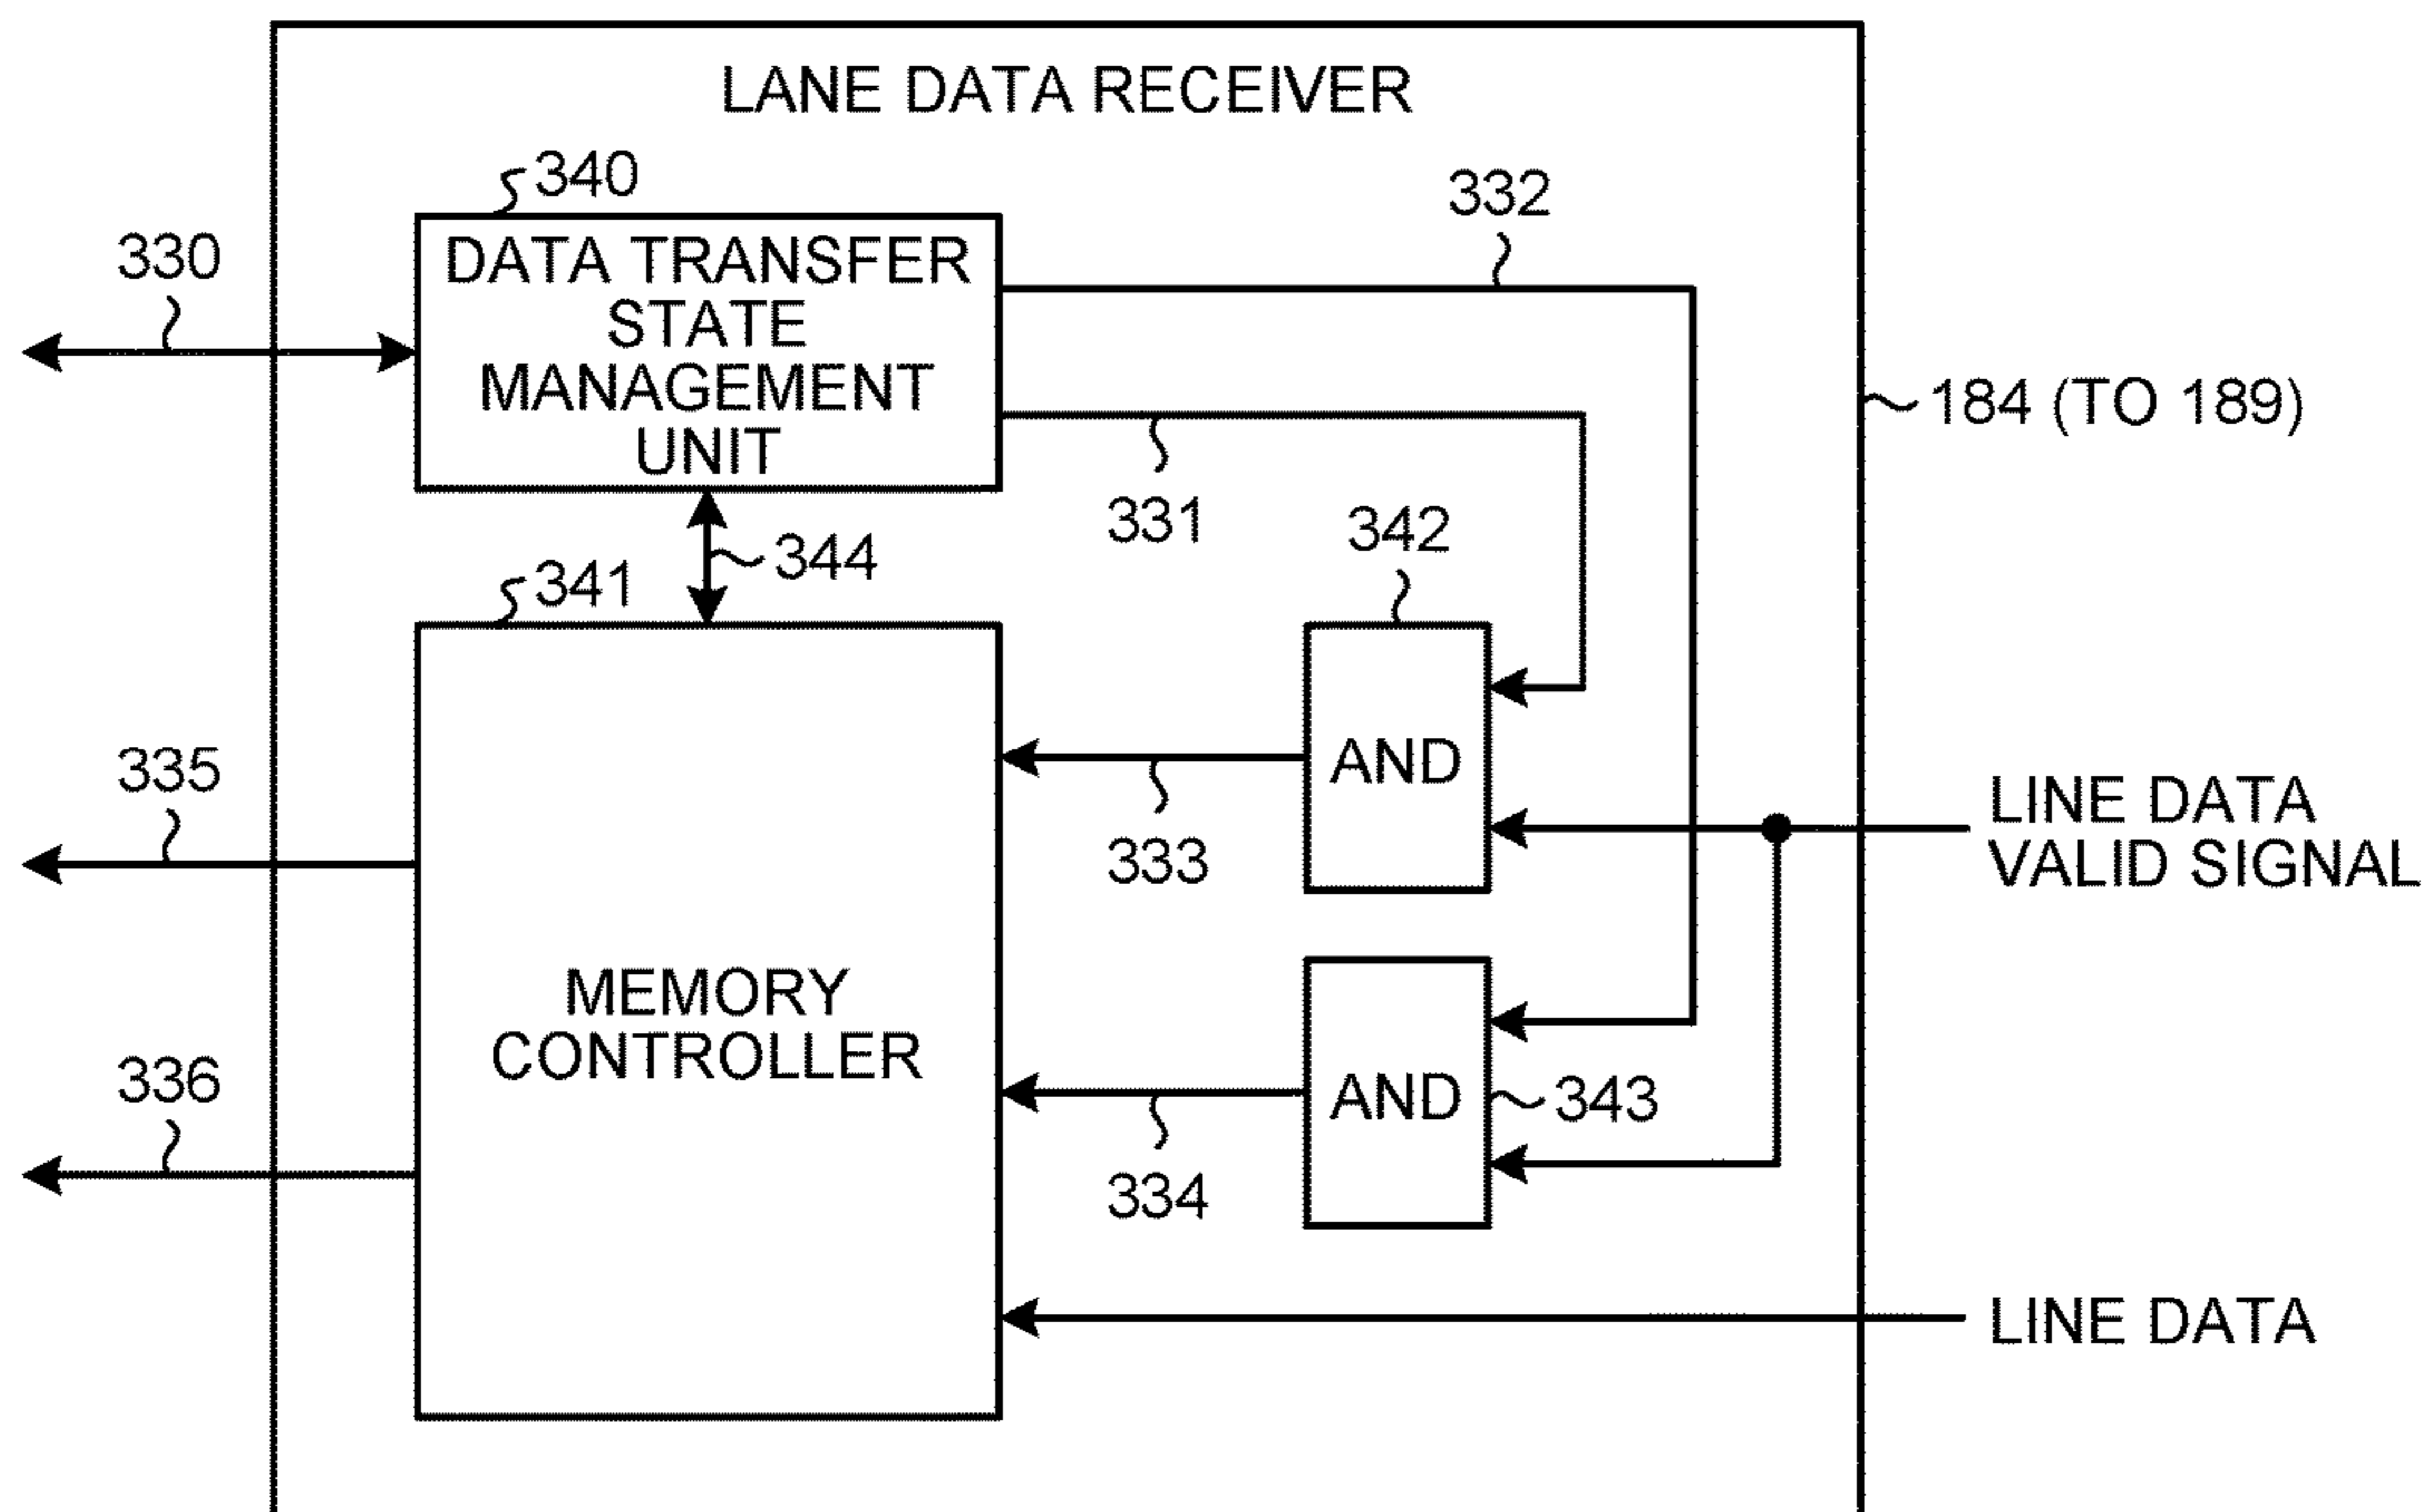 LANE DATA RECEIVER
340
332
330
DATA TRANSFER
STATE
MANAGEMENT
UNIT
184 (TO 189)
331
342
344
341
335
AND
LINE DATA
VALID SIGNAL
333
MEMORY
CONTROLLER
336
AND
343
334
LINE DATA